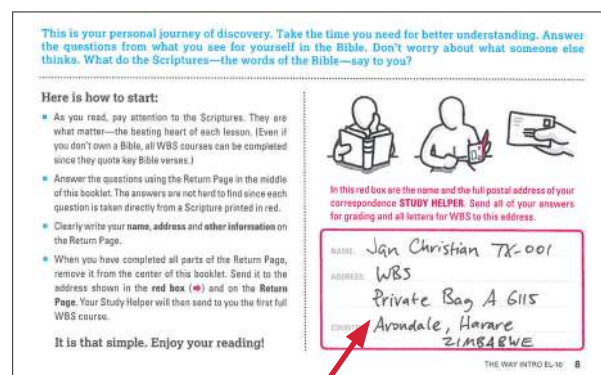 This is your personal journey of discovery. Take the time you need for better understanding. Answer
the questions from what you see for yourself in the Bible. Don't worry about what someone else
thinks. What do the Scriptures—the words of the Bible—say to you?
Here is how to start:
As you read, pay attention to the Scriptures. They are
what matter—the beating heart of each lesson. (Even if
you don't own a Bible, all WBS courses can be completed
since they quote key Bible verses.)
Answer the questions using the Return Page in the middle
of this booklet. The answers are not hard to find since each
question is taken directly from a Scripture printed in red.
Clearly write your name, address and other information on
the Return Page.
When you have completed all parts of the Return Page,
remove it from the center of this booklet. Send it to the
address shown in the red box (➡) and on the Return
Page. Your Study Helper will then send to you the first full
WBS course.
It is that simple. Enjoy your reading!
In this red box are the name and the full postal address of your
correspondence STUDY HELPER. Send all of your answers
for grading and all letters for WBS to this address.
NAME: Jan Christian TX-001
ADDRESS: WBS
Private Bag A 6115
COUNTRY: Avondale, Harare
ZIMBABWE
THE WAY INTRO EL-10 8